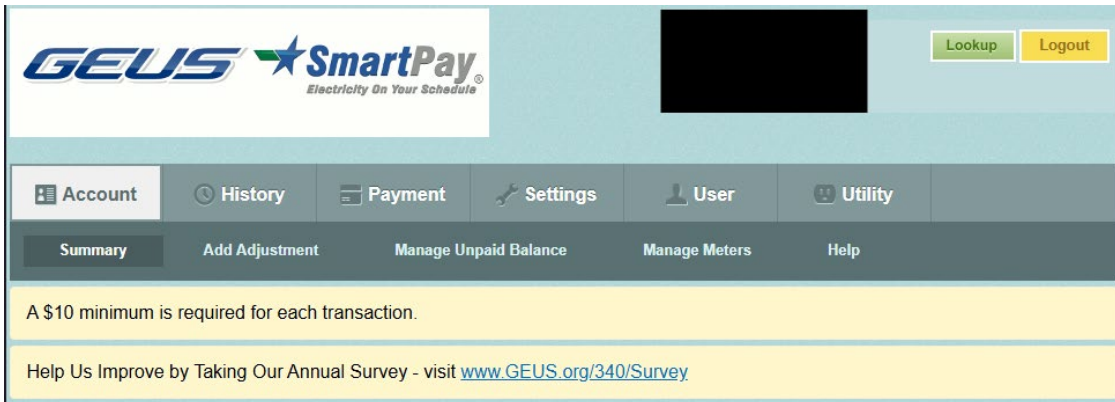 GEUS SmartPay®
Electricity On Your Schedule
Lookup Logout
Account History Payment Settings User Utility
Summary Add Adjustment Manage Unpaid Balance Manage Meters Help
A $10 minimum is required for each transaction.
Help Us Improve by Taking Our Annual Survey - visit www.GEUS.org/340/Survey